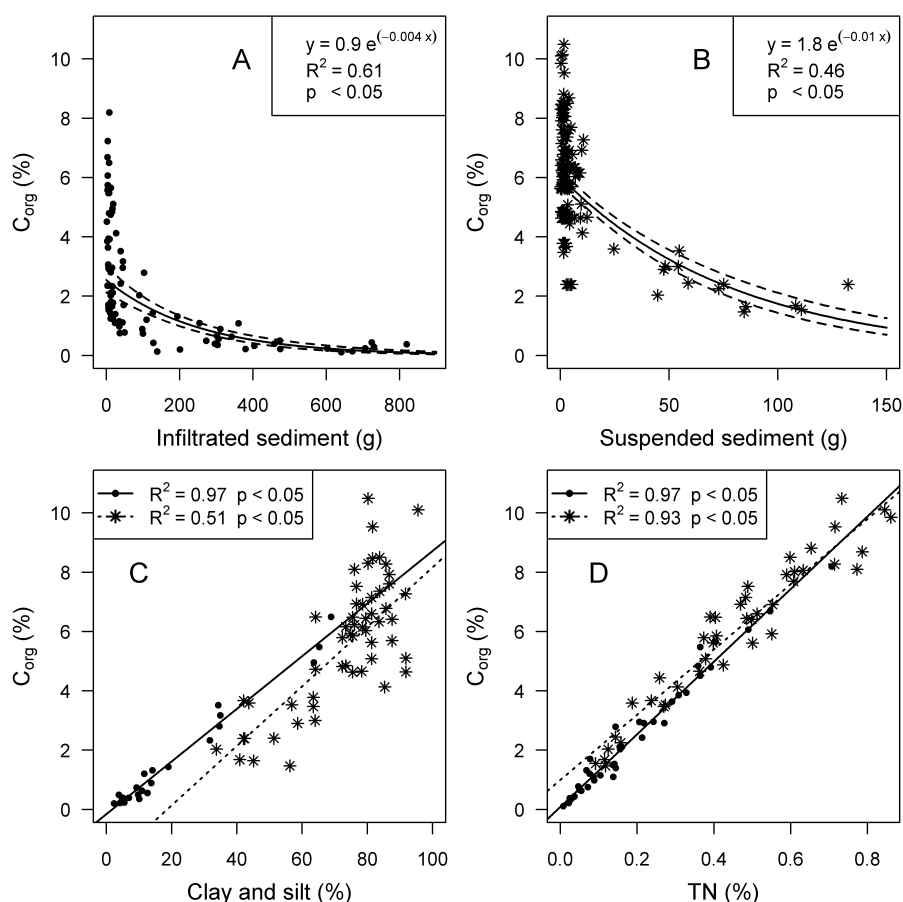 A
y = 0.9 e^(−0.004 x)
R² = 0.61
p < 0.05
Corg (%)
10
8
6
4
2
0
0 200 400 600 800
Infiltrated sediment (g)
B
y = 1.8 e^(−0.01 x)
R² = 0.46
p < 0.05
Corg (%)
10
8
6
4
2
0
0 50 100 150
Suspended sediment (g)
R² = 0.97 p < 0.05
R² = 0.51 p < 0.05
C
Corg (%)
10
8
6
4
2
0
0 20 40 60 80 100
Clay and silt (%)
R² = 0.97 p < 0.05
R² = 0.93 p < 0.05
D
Corg (%)
10
8
6
4
2
0
0.0 0.2 0.4 0.6 0.8
TN (%)